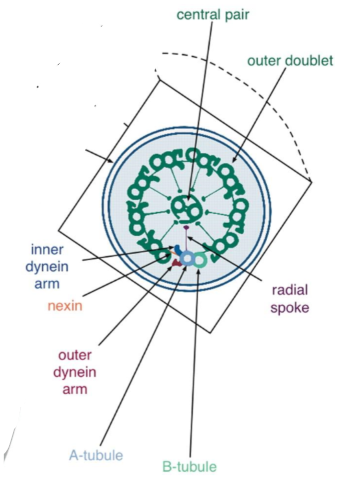 central pair
outer doublet
inner
dynein
arm
nexin
radial
spoke
outer
dynein
arm
A-tubule
B-tubule